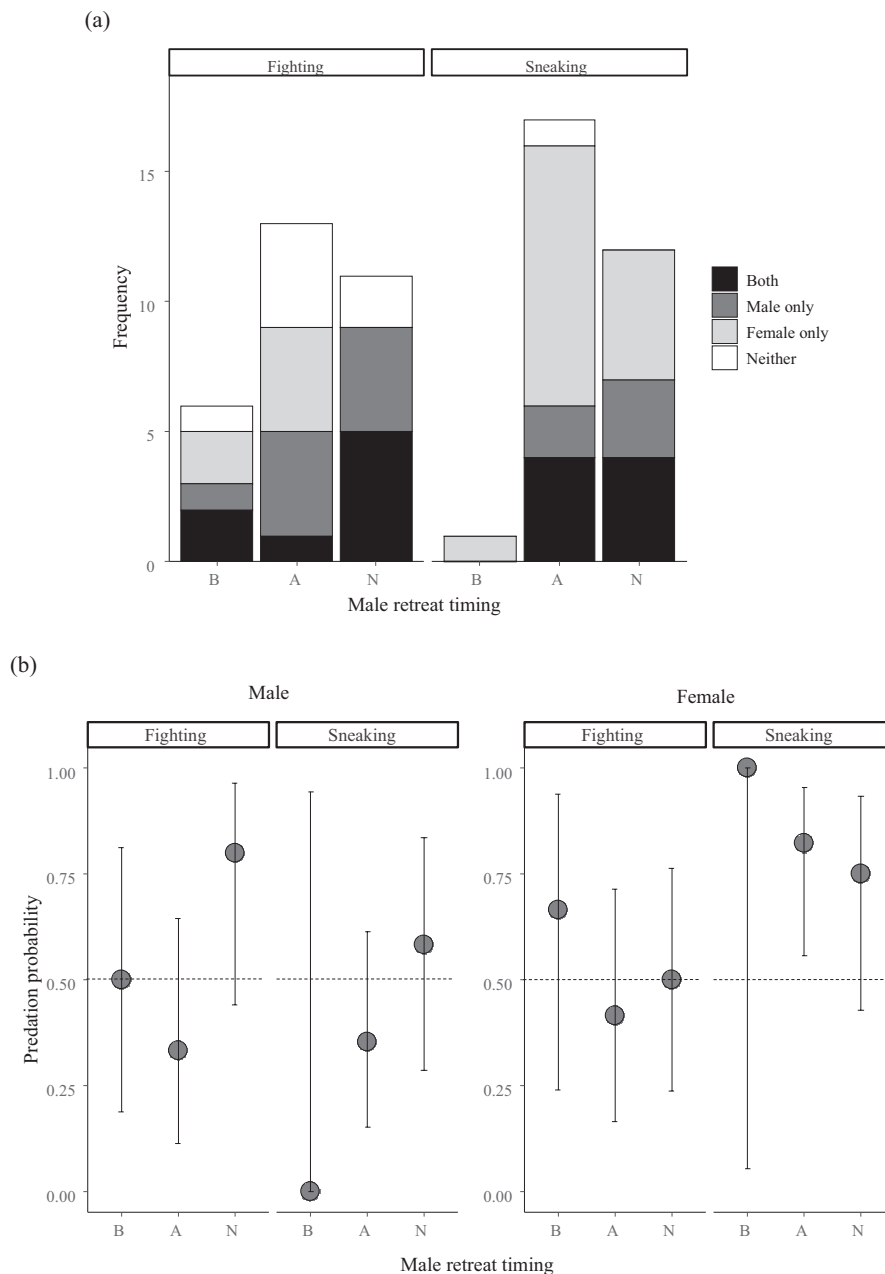 (a)
Fighting
Sneaking
15
10
5
0
Frequency
B
A
N
B
A
N
Male retreat timing
Both
Male only
Female only
Neither
(b)
Male
Female
Fighting
Sneaking
Fighting
Sneaking
1.00
0.75
0.50
0.25
0.00
1.00
0.75
0.50
0.25
0.00
Predation probability
B
A
N
B
A
N
B
A
N
B
A
N
Male retreat timing